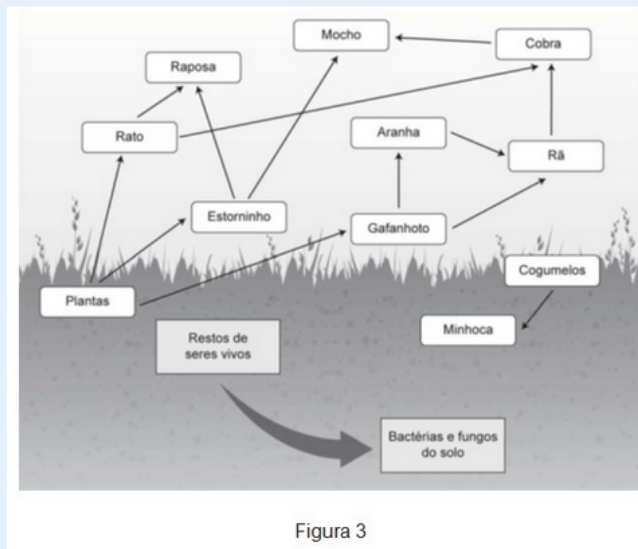 Mocho
Cobra
Raposa
Rato
Aranha
Rã
Estorninho
Gafanhoto
Cogumelos
Plantas
Minhoca
Restos de
seres vivos
Bactérias e fungos
do solo
Figura 3